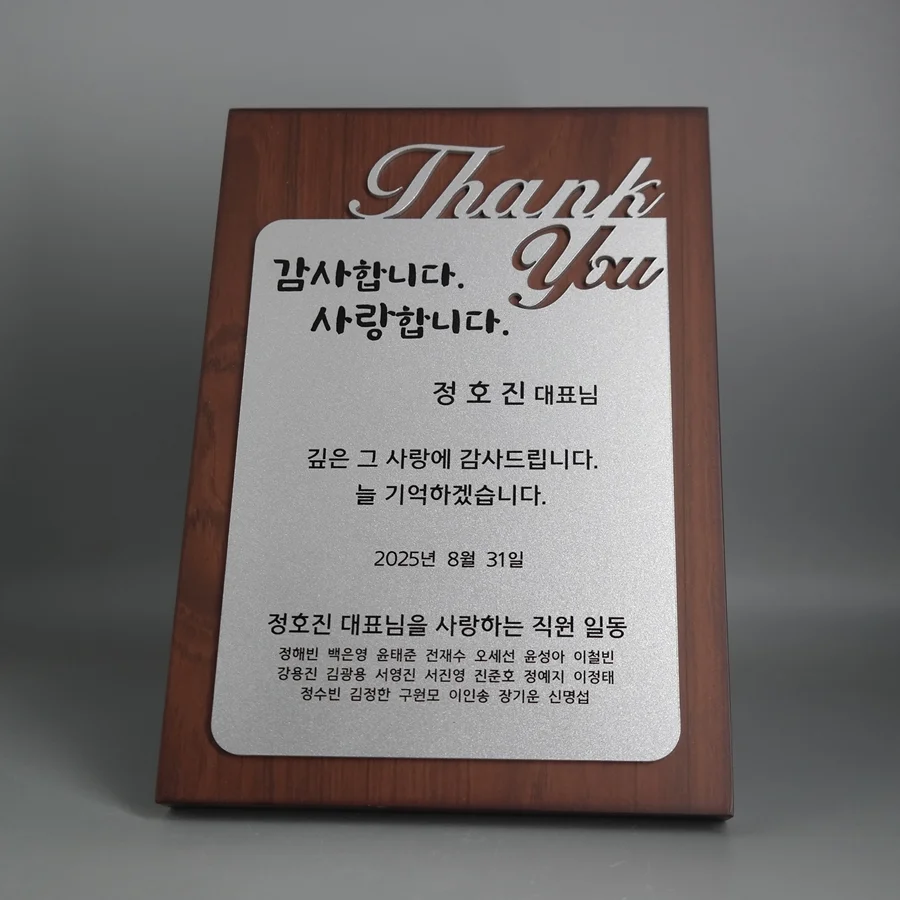 Thank
You
감사합니다.
사랑합니다.
정 호 진 대표님
깊은 그 사랑에 감사드립니다.
늘 기억하겠습니다.
2025년 8월 31일
정호진 대표님을 사랑하는 직원 일동
정해빈 백은영 윤태준 전재수 오세선 윤성아 이철빈
강용진 김광용 서영진 서진영 진준호 정예지 이정태
정수빈 김정한 구원모 이인송 장기운 신명섭